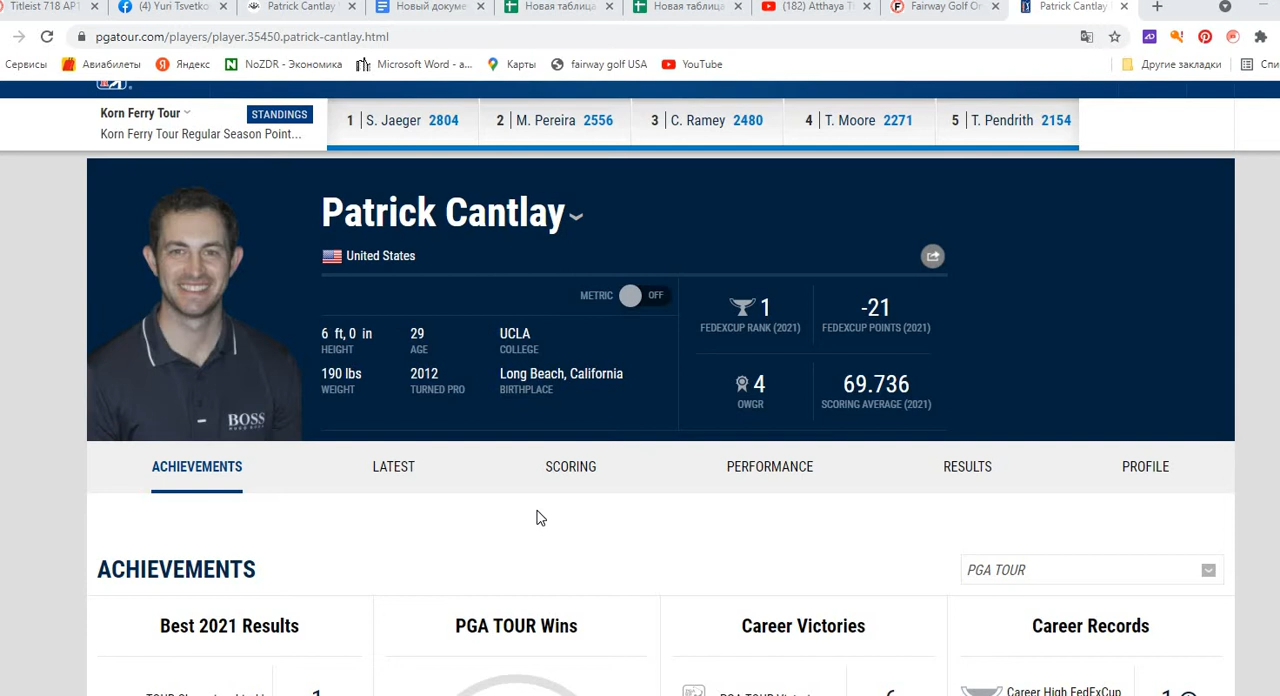 Titleist 718 AP1
(4) Yuri Tsvetko
Patrick Cantlay
Новый докуме
Новая таблица
Новая таблица
(182) Atthaya T
Fairway Golf On
Patrick Cantlay
pgatour.com/players/player.35450.patrick-cantlay.html
Сервисы
Авиабилеты
Яндекс
NoZDR - Экономика
Microsoft Word - а...
Карты
fairway golf USA
YouTube
Другие закладки
Спи
Korn Ferry Tour
STANDINGS
Korn Ferry Tour Regular Season Point...
1 S. Jaeger 2804
2 M. Pereira 2556
3 C. Ramey 2480
4 T. Moore 2271
5 T. Pendrith 2154
Patrick Cantlay
United States
METRIC OFF
6 ft, 0 in
HEIGHT
29
AGE
UCLA
COLLEGE
190 lbs
WEIGHT
2012
TURNED PRO
Long Beach, California
BIRTHPLACE
1
FEDEXCUP RANK (2021)
-21
FEDEXCUP POINTS (2021)
4
OWGR
69.736
SCORING AVERAGE (2021)
BOSS
ACHIEVEMENTS
LATEST
SCORING
PERFORMANCE
RESULTS
PROFILE
ACHIEVEMENTS
PGA TOUR
Best 2021 Results
PGA TOUR Wins
Career Victories
Career Records
Career High FedExCup